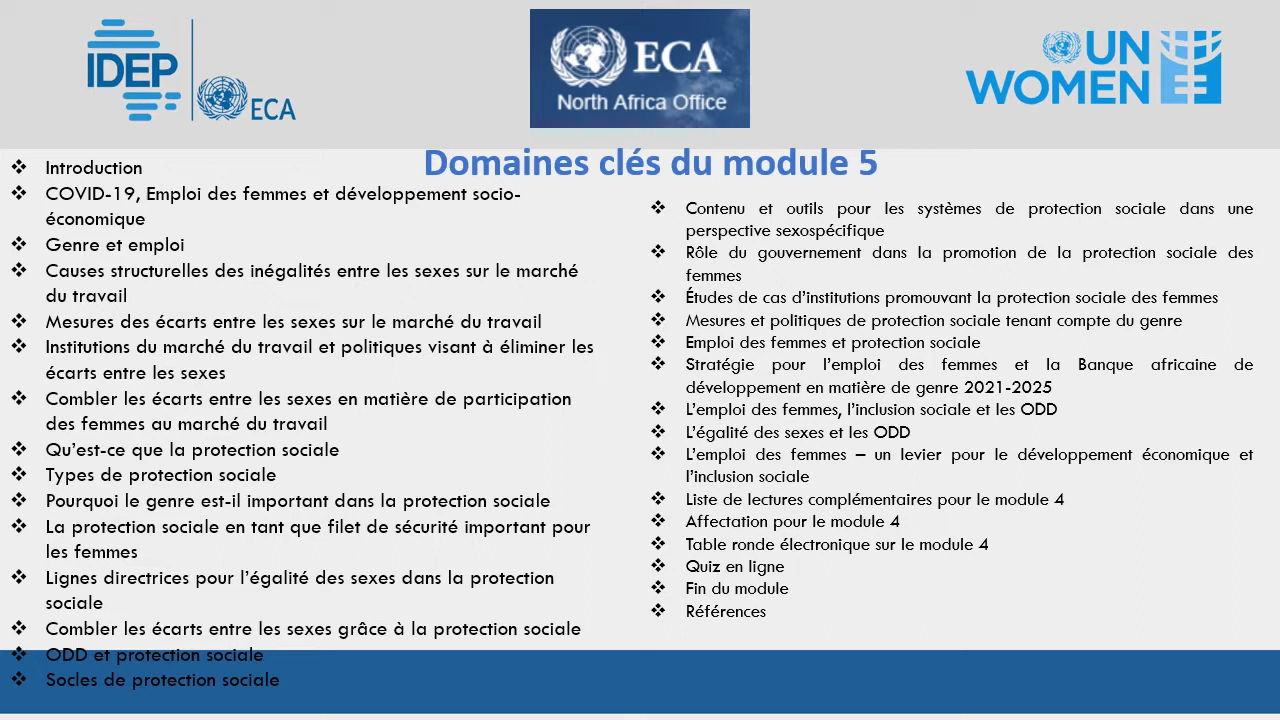 IDEP
ECA
ECA
North Africa Office
UN
WOMEN
Domaines clés du module 5
❖ Introduction
❖ COVID-19, Emploi des femmes et développement socio-
économique
❖ Genre et emploi
❖ Causes structurelles des inégalités entre les sexes sur le marché
du travail
❖ Mesures des écarts entre les sexes sur le marché du travail
❖ Institutions du marché du travail et politiques visant à éliminer les
écarts entre les sexes
❖ Combler les écarts entre les sexes en matière de participation
des femmes au marché du travail
❖ Qu’est-ce que la protection sociale
❖ Types de protection sociale
❖ Pourquoi le genre est-il important dans la protection sociale
❖ La protection sociale en tant que filet de sécurité important pour
les femmes
❖ Lignes directrices pour l’égalité des sexes dans la protection
sociale
❖ Combler les écarts entre les sexes grâce à la protection sociale
❖ ODD et protection sociale
❖ Socles de protection sociale
❖ Contenu et outils pour les systèmes de protection sociale dans une
perspective sexospécifique
❖ Rôle du gouvernement dans la promotion de la protection sociale des
femmes
❖ Études de cas d’institutions promouvant la protection sociale des femmes
❖ Mesures et politiques de protection sociale tenant compte du genre
❖ Emploi des femmes et protection sociale
❖ Stratégie pour l’emploi des femmes et la Banque africaine de
développement en matière de genre 2021-2025
❖ L’emploi des femmes, l’inclusion sociale et les ODD
❖ L’égalité des sexes et les ODD
❖ L’emploi des femmes – un levier pour le développement économique et
l’inclusion sociale
❖ Liste de lectures complémentaires pour le module 4
❖ Affectation pour le module 4
❖ Table ronde électronique sur le module 4
❖ Quiz en ligne
❖ Fin du module
❖ Références